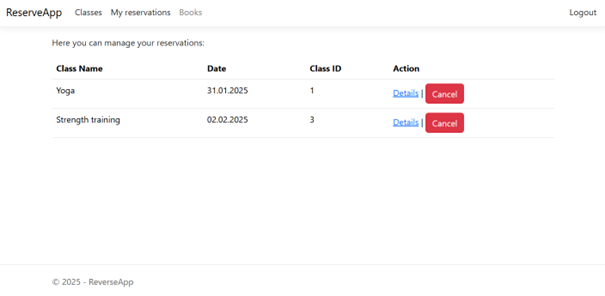 ReserveApp Classes My reservations Books Logout
Here you can manage your reservations:
Class Name Date Class ID Action
Yoga 31.01.2025 1 Details | Cancel
Strength training 02.02.2025 3 Details | Cancel
© 2025 - ReverseApp